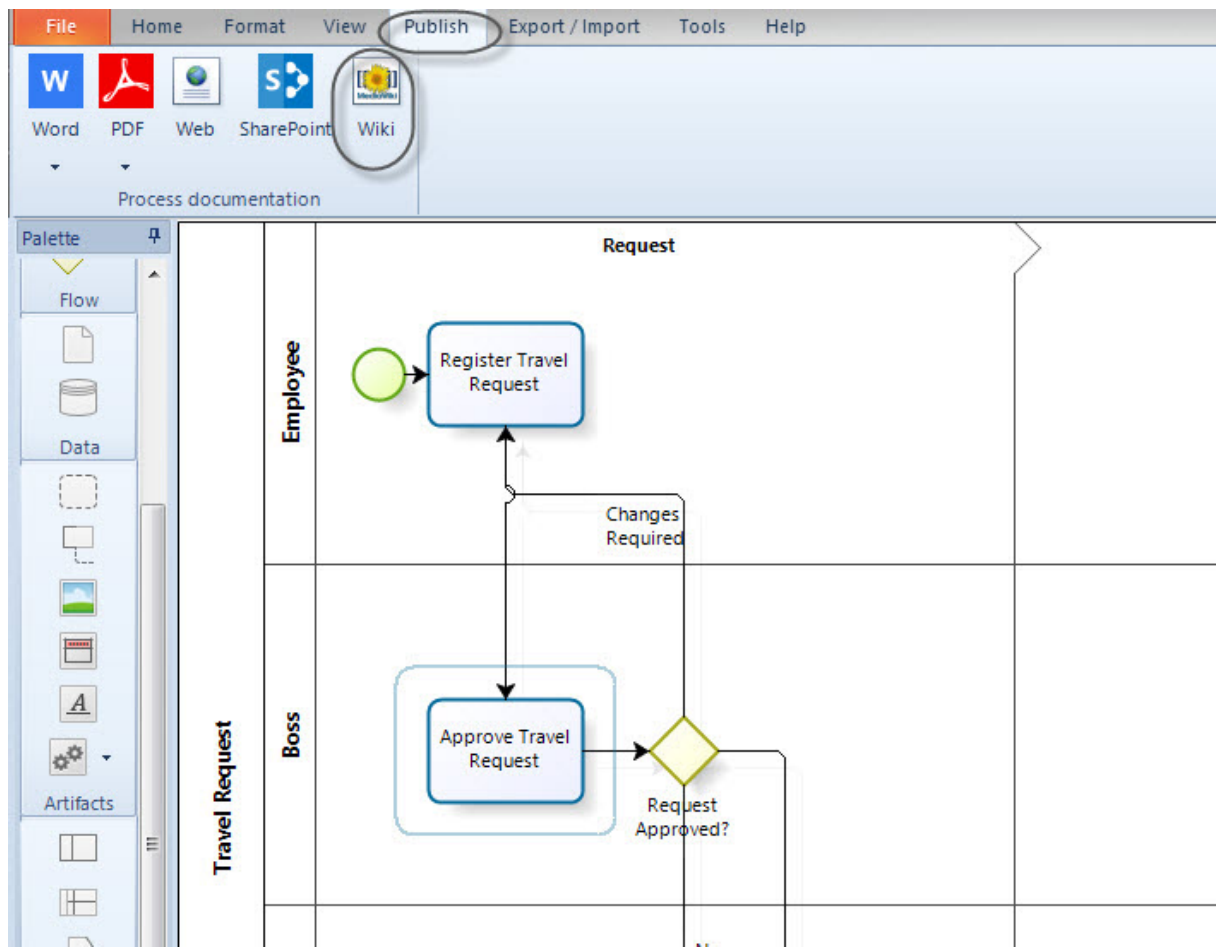 File Home Format View Publish Export / Import Tools Help
W S
[[ ]]
MediaWiki
Word PDF Web SharePoint Wiki
Process documentation
Palette
Flow
Data
A
Artifacts
Travel Request
Employee
Boss
Request
Register Travel
Request
Changes
Required
Approve Travel
Request
Request
Approved?